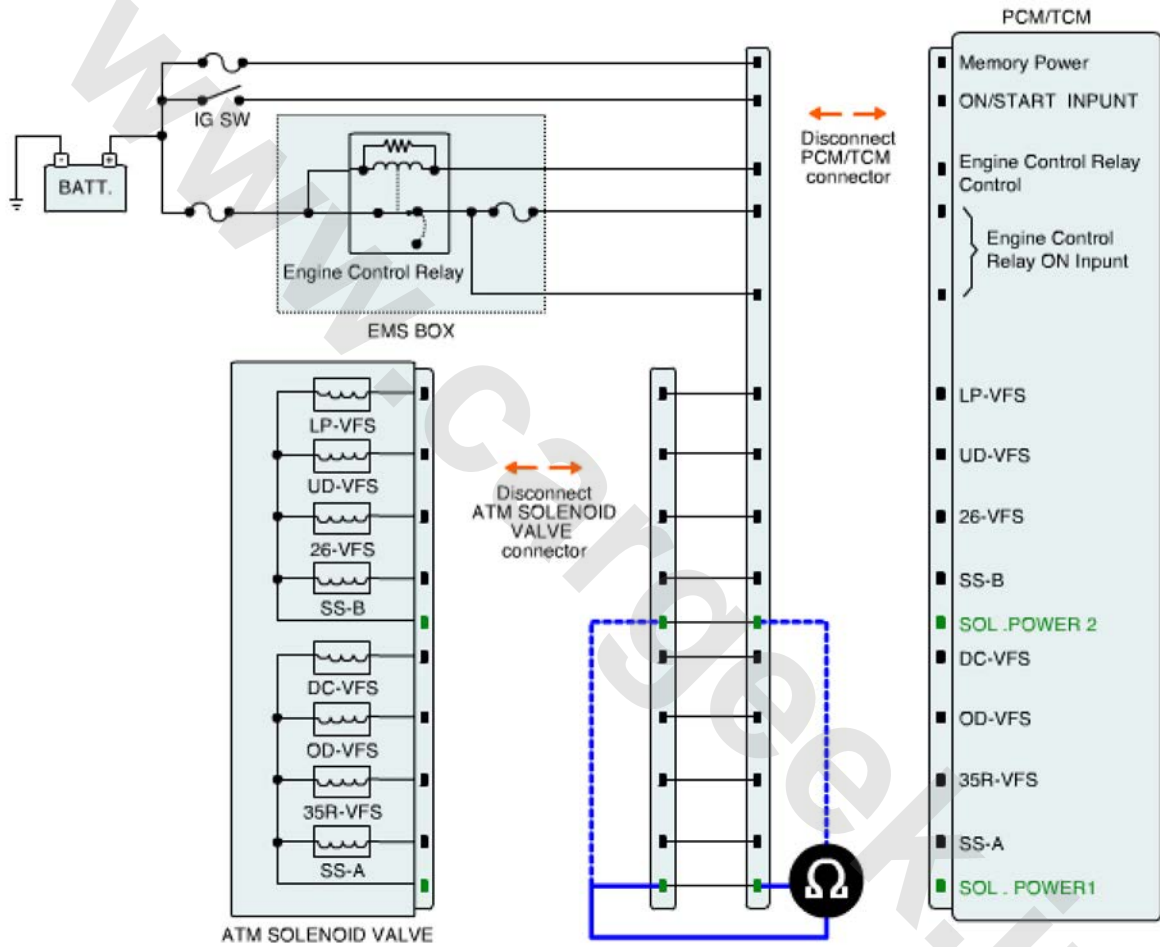 PCM/TCM
Memory Power
ON/START INPUNT
IG SW
Disconnect
PCM/TCM
connector
Engine Control Relay
Control
BATT.
-
+
Engine Control
Relay ON Inpunt
Engine Control Relay
EMS BOX
LP-VFS
UD-VFS
26-VFS
SS-B
DC-VFS
OD-VFS
35R-VFS
SS-A
ATM SOLENOID VALVE
Disconnect
ATM SOLENOID
VALVE
connector
Ω
LP-VFS
UD-VFS
26-VFS
SS-B
SOL .POWER 2
DC-VFS
OD-VFS
35R-VFS
SS-A
SOL . POWER1
www.cargeek.i